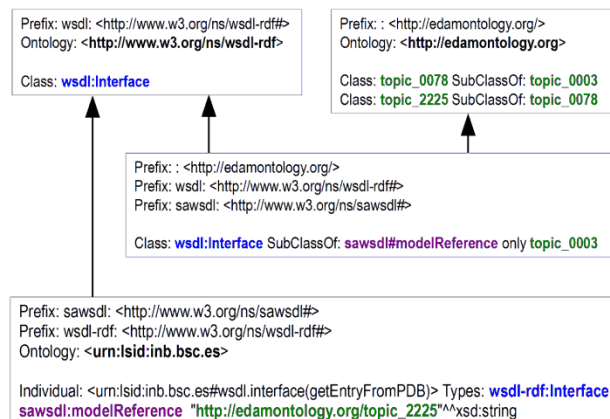 Prefix: wsdl: <http://www.w3.org/ns/wsdl-rdf#>
Ontology: <http://www.w3.org/ns/wsdl-rdf>
Class: wsdl:Interface
Prefix: : <http://edamontology.org/>
Ontology: <http://edamontology.org>
Class: topic_0078 SubClassOf: topic_0003
Class: topic_2225 SubClassOf: topic_0078
Prefix: : <http://edamontology.org/>
Prefix: wsdl: <http://www.w3.org/ns/wsdl-rdf#>
Prefix: sawsdl: <http://www.w3.org/ns/sawsdl#>
Class: wsdl:Interface SubClassOf: sawsdl#modelReference only topic_0003
Prefix: sawsdl: <http://www.w3.org/ns/sawsdl#>
Prefix: wsdl-rdf: <http://www.w3.org/ns/wsdl-rdf#>
Ontology: <urn:lsid:inb.bsc.es>
Individual: <urn:lsid:inb.bsc.es#wsdl.interface(getEntryFromPDB)> Types: wsdl-rdf:Interface
sawsdl:modelReference "http://edamontology.org/topic_2225"^^xsd:string